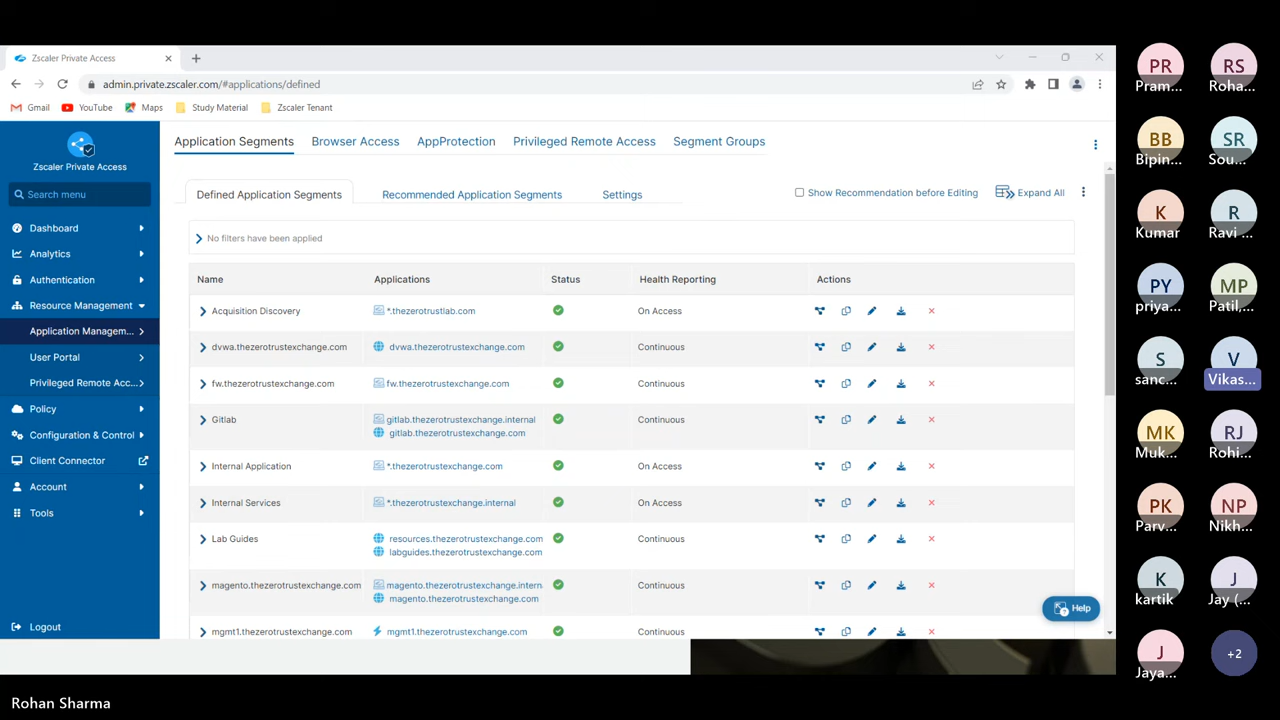 Zscaler Private Access
admin.private.zscaler.com/#applications/defined
Gmail YouTube Maps Study Material Zscaler Tenant
Zscaler Private Access
Search menu
Dashboard
Analytics
Authentication
Resource Management
Application Managem...
User Portal
Privileged Remote Acc...
Policy
Configuration & Control
Client Connector
Account
Tools
Logout
Application Segments Browser Access AppProtection Privileged Remote Access Segment Groups
Defined Application Segments Recommended Application Segments Settings Show Recommendation before Editing Expand All
No filters have been applied
Name Applications Status Health Reporting Actions
Acquisition Discovery *.thezerotrustlab.com On Access
dvwa.thezerotrustexchange.com dvwa.thezerotrustexchange.com Continuous
fw.thezerotrustexchange.com fw.thezerotrustexchange.com Continuous
Gitlab gitlab.thezerotrustexchange.internal Continuous
gitlab.thezerotrustexchange.com
Internal Application *.thezerotrustexchange.com On Access
Internal Services *.thezerotrustexchange.internal On Access
Lab Guides resources.thezerotrustexchange.com Continuous
labguides.thezerotrustexchange.com
magento.thezerotrustexchange.com magento.thezerotrustexchange.intern Continuous
magento.thezerotrustexchange.com
mgmt1.thezerotrustexchange.com mgmt1.thezerotrustexchange.com Continuous
Help
PR RS
Pram... Roha...
BB SR
Bipin... Sou...
K R
Kumar Ravi ...
PY MP
priya... Patil,...
S V
sanc... Vikas...
MK RJ
Muk... Rohi...
PK NP
Parv... Nikh...
K J
kartik Jay (...
J +2
Jaya...
Rohan Sharma